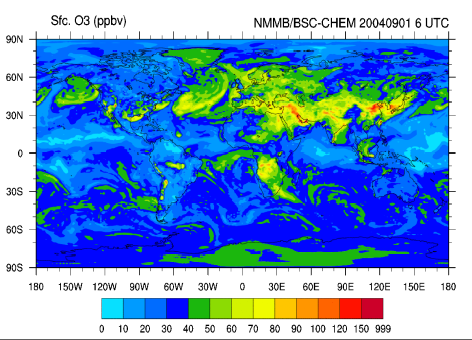 Sfc. O3 (ppbv) NMMB/BSC-CHEM 20040901 6 UTC
90N
60N
30N
0
30S
60S
90S
180 150W 120W 90W 60W 30W 0 30E 60E 90E 120E 150E 180
0 10 20 30 40 50 60 70 80 90 100 120 150 999